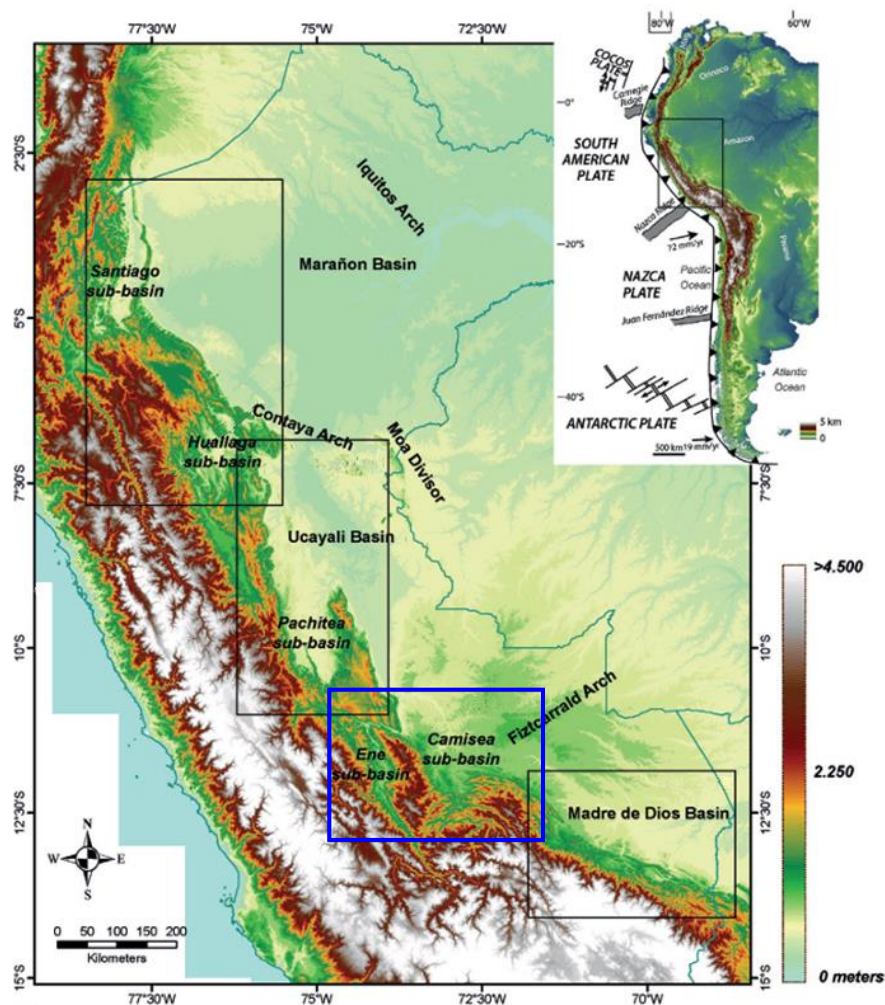 77°30'W
75°W
72°30'W
80°W
60°W
COCOS
PLATE
Carnegie
Ridge
Orinoco
0°
SOUTH
AMERICAN
PLATE
Amazon
Nazca Ridge
20°S
72 mm/yr
NAZCA
PLATE
Pacific
Ocean
Paraná
Juan Fernández Ridge
40°S
Atlantic
Ocean
ANTARCTIC PLATE
5 km
0
500 km
19 mm/yr
2°30'S
2°30'S
Iquitos Arch
Marañon Basin
Santiago
sub-basin
5°S
Contaya Arch
Moa Divisor
Huallaga
sub-basin
7°30'S
7°30'S
Ucayali Basin
>4.500
Pachitea
sub-basin
10°S
10°S
Fiztcarrald Arch
Camisea
sub-basin
Ene
sub-basin
2.250
12°30'S
12°30'S
Madre de Dios Basin
N
W
E
S
0 50 100 150 200
Kilometers
15°S
15°S
0 meters
77°30'W
75°W
72°30'W
70°W